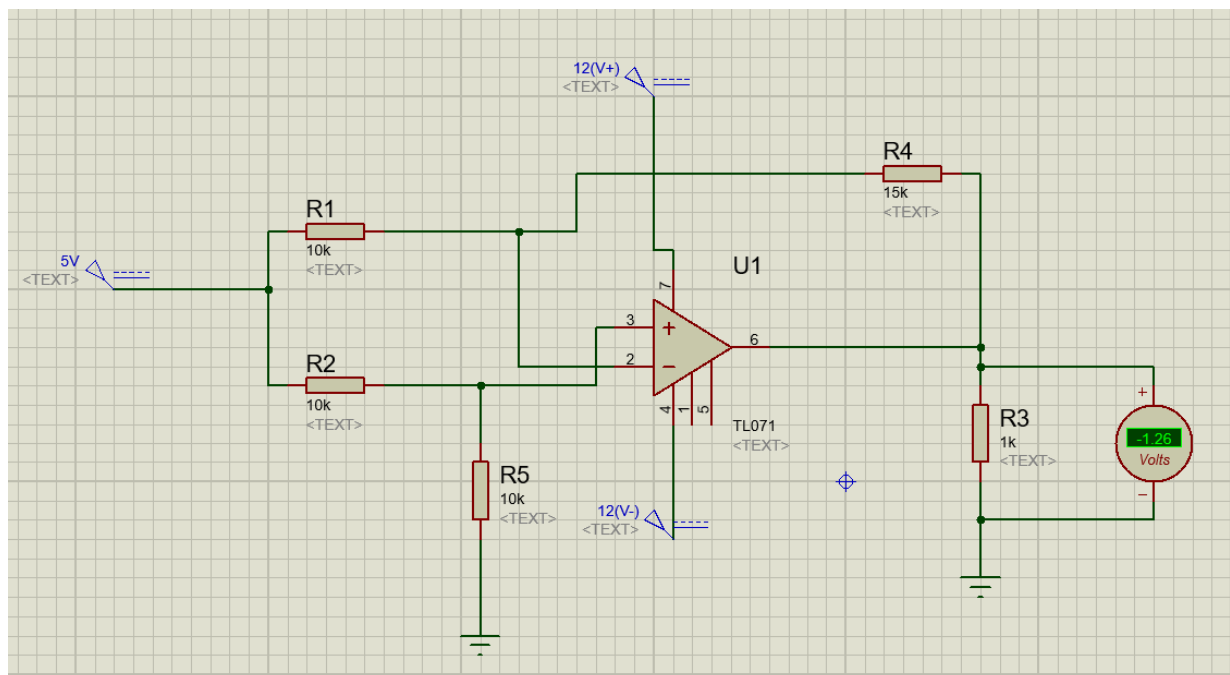 12(V+)
<TEXT>
R4
15k
<TEXT>
R1
10k
<TEXT>
5V
<TEXT>
U1
7
3
+
6
2
−
4
1
5
TL071
<TEXT>
R2
10k
<TEXT>
R5
10k
<TEXT>
12(V-)
<TEXT>
R3
1k
<TEXT>
+
-1.26
Volts
−